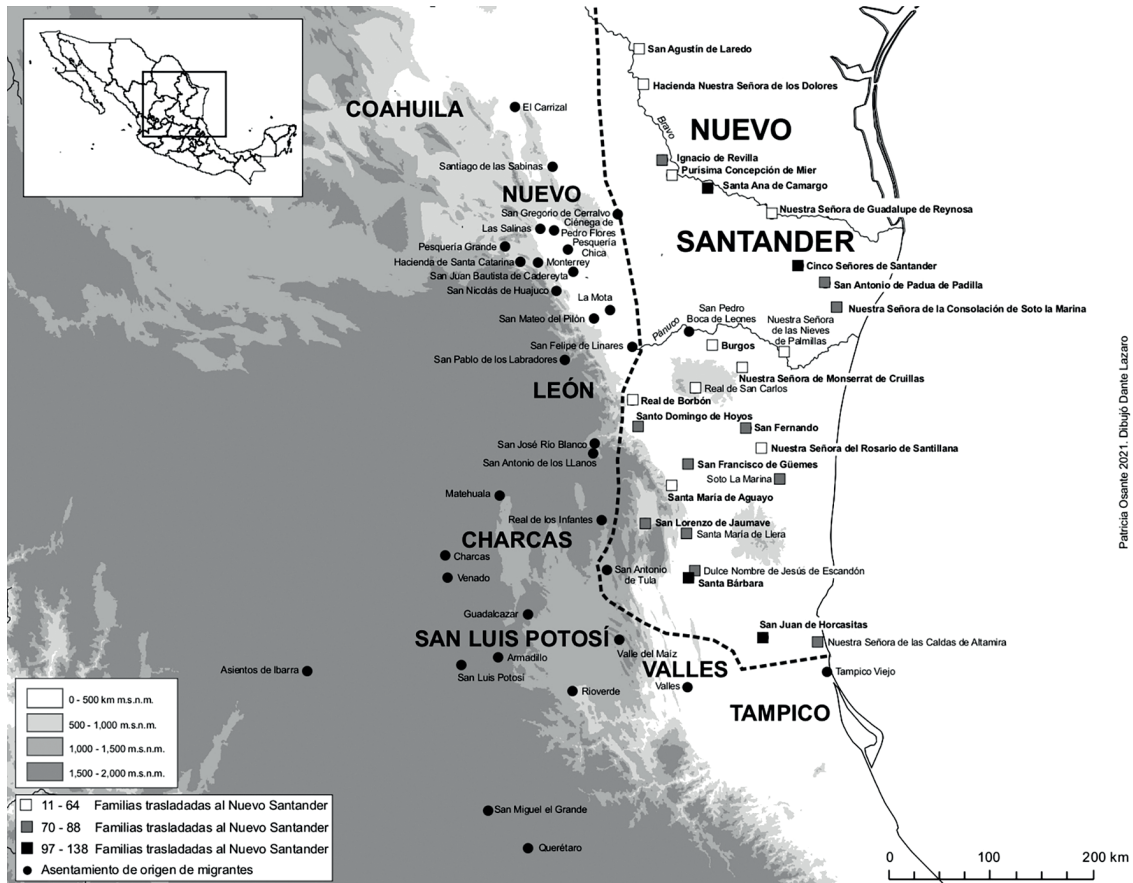 San Agustín de Laredo
Hacienda Nuestra Señora de los Dolores
COAHUILA
El Carrizal
Bravo
NUEVO
Ignacio de Revilla
Santiago de las Sabinas
Purisima Concepción de Mier
Santa Ana de Camargo
NUEVO
San Gregorio de Cerralvo
Nuestra Señora de Guadalupe de Reynosa
Las Salinas
Ciénega de
Pedro Flores
Pesquería Grande
Pesquería
Chica
SANTANDER
Hacienda de Santa Catarina
Monterrey
Cinco Señores de Santander
San Juan Bautista de Cadereyta
San Antonio de Padua de Padilla
San Nicolás de Huajuco
La Mota
Nuestra Señora de la Consolación de Soto la Marina
San Mateo del Pilón
San Pedro
Boca de Leones
Pánuco
Nuestra Señora
de las Nieves
de Palmillas
San Felipe de Linares
Burgos
San Pablo de los Labradores
Nuestra Señora de Monserrat de Cruillas
LEÓN
Real de San Carlos
Real de Borbón
Santo Domingo de Hoyos
San Fernando
San José Río Blanco
Nuestra Señora del Rosario de Santillana
San Antonio de los LLanos
San Francisco de Güemes
Soto La Marina
Matehuala
Santa Maria de Aguayo
Real de los Infantes
San Lorenzo de Jaumave
Santa María de Llera
CHARCAS
Charcas
San Antonio
de Tula
Dulce Nombre de Jesús de Escandón
Venado
Santa Bárbara
Guadalcazar
San Juan de Horcasitas
SAN LUIS POTOSÍ
Nuestra Señora de las Caldas de Altamira
Valle del Maíz
Armadillo
VALLES
Asientos de Ibarra
San Luis Potosí
Tampico Viejo
Valles
Rioverde
TAMPICO
0 - 500 km m.s.n.m.
500 - 1,000 m.s.n.m.
1,000 - 1,500 m.s.n.m.
1,500 - 2,000 m.s.n.m.
11 - 64 Familias trasladadas al Nuevo Santander
70 - 88 Familias trasladadas al Nuevo Santander
97 - 138 Familias trasladadas al Nuevo Santander
Asentamiento de origen de migrantes
San Miguel el Grande
Querétaro
0 100 200 km
Patricia Osante 2021. Dibujó Dante Lazaro